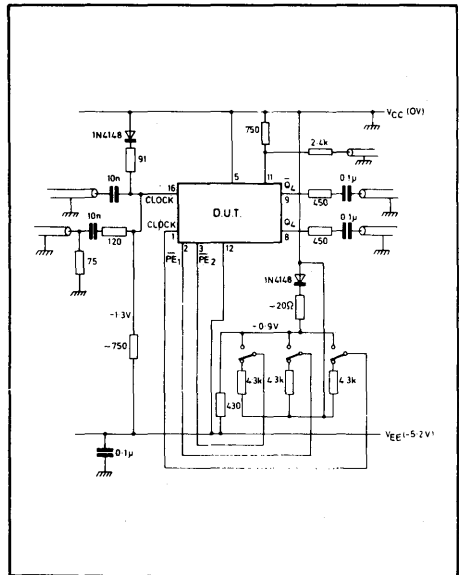 VCC (0V)
1N4148
750
2.4k
91
5
11
10n
16
CLOCK
Q̄4
9
0.1µ
450
D.U.T.
10n
120
CLOCK
1
Q4
8
0.1µ
450
75
2
3
12
P̄Ē1
P̄Ē2
1N4148
~20Ω
-1.3V
-0.9V
~750
430
4.3k
4.3k
4.3k
VEE (-5.2V)
0.1µ